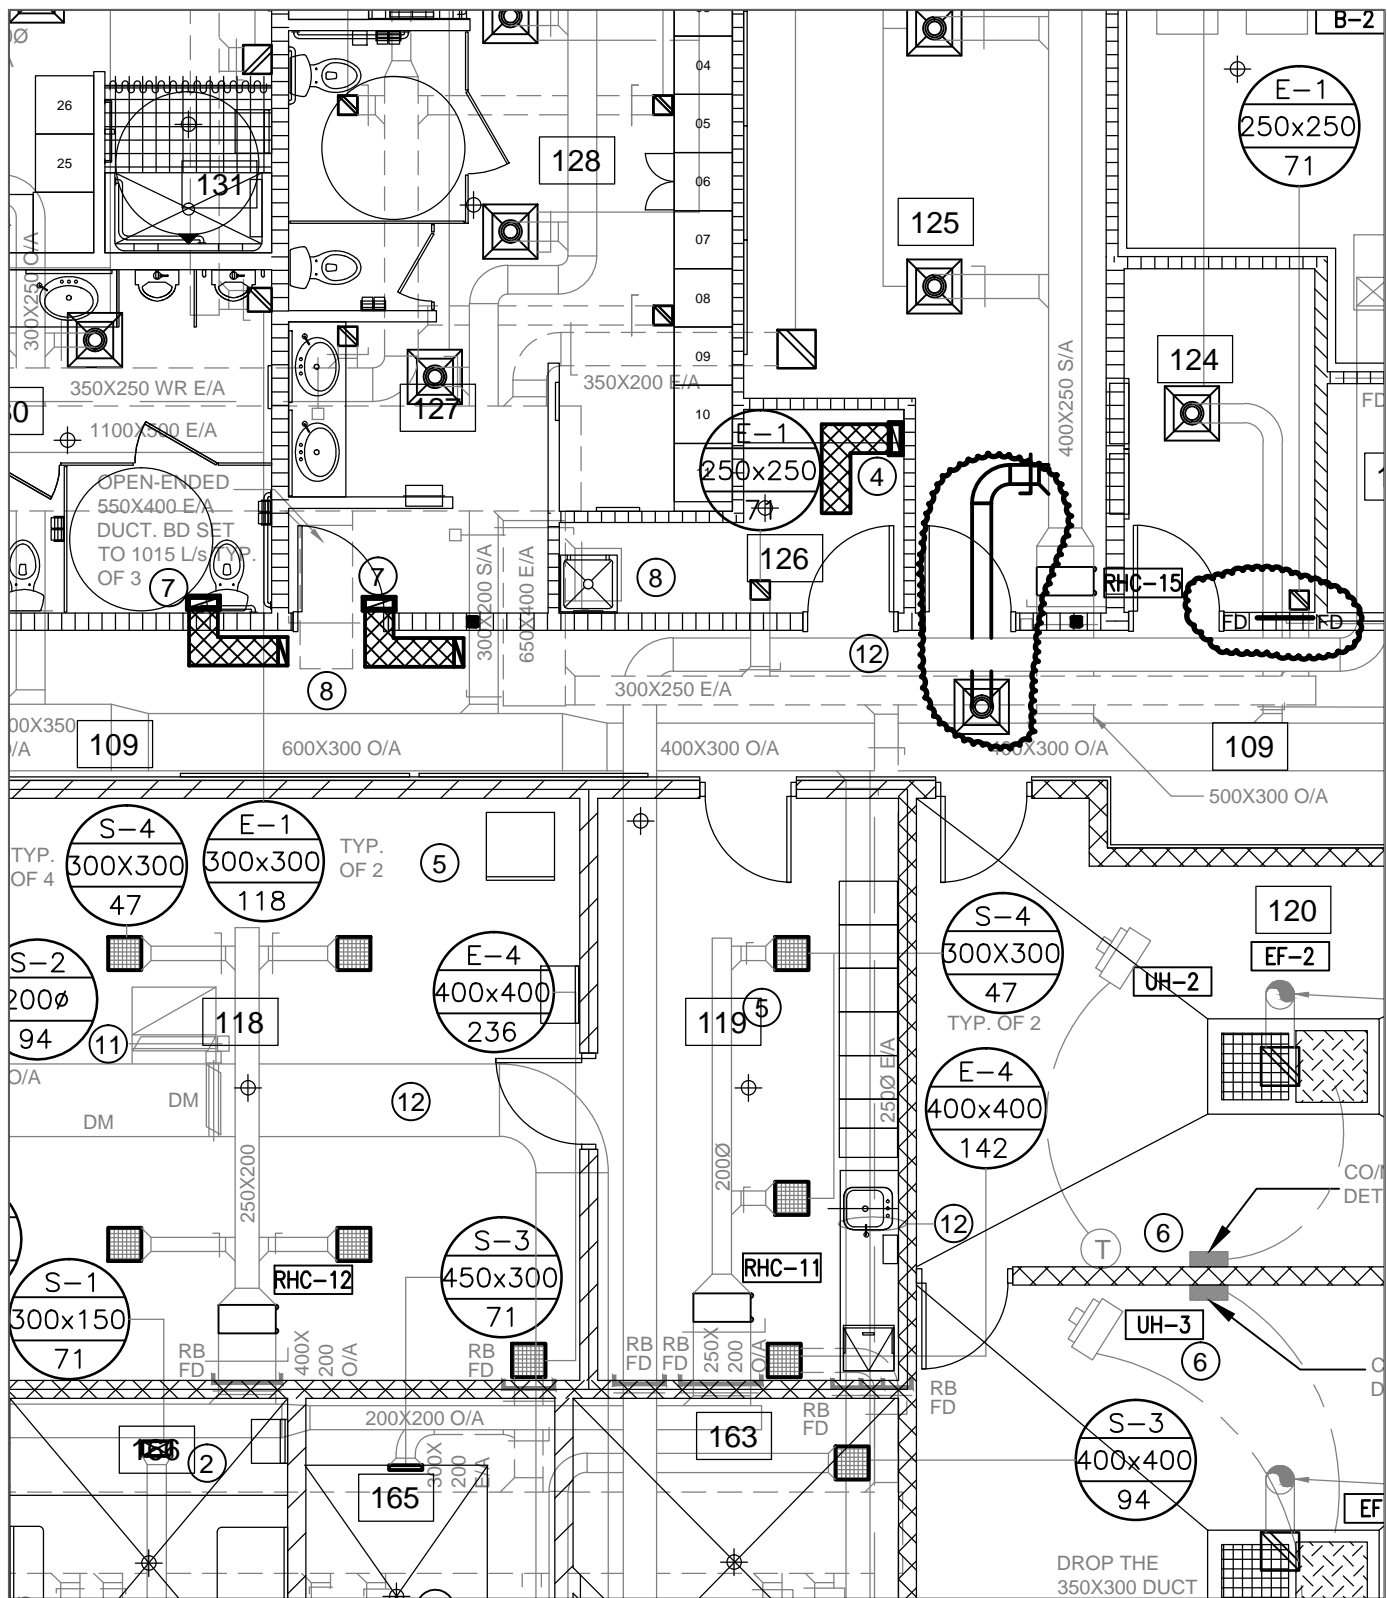 B-2
E-1
250x250
71
26
25
131
04
05
06
07
08
09
10
128
125
124
300X250 O/A
350X250 WR E/A
350X200 E/A
127
1100X500 E/A
400X250 S/A
FD
E-1
250x250
71
4
OPEN-ENDED
550X400 E/A
DUCT. BD SET
TO 1015 L/s TYP.
OF 3
7
7
8
126
RHC-15
FD
FD
300X200 S/A
650X400 E/A
12
8
300X250 E/A
109
600X300 O/A
400X300 O/A
109
500X300 O/A
TYP.
OF 4
S-4
300X300
47
E-1
300x300
118
TYP.
OF 2
5
120
S-4
300X300
47
TYP. OF 2
EF-2
UH-2
S-2
200ø
94
11
118
E-4
400x400
236
119
5
O/A
DM
DM
12
250Ø E/A
E-4
400x400
142
250X200
200Ø
12
T
6
S-1
300x150
71
RHC-12
S-3
450x300
71
RHC-11
UH-3
6
RB
FD
400X
200
O/A
RB
FD
RB
FD
RB
FD
250X
200
O/A
RB
FD
RB
FD
200X200 O/A
163
2
165
300X
200
E/A
S-3
400x400
94
DROP THE
350X300 DUCT